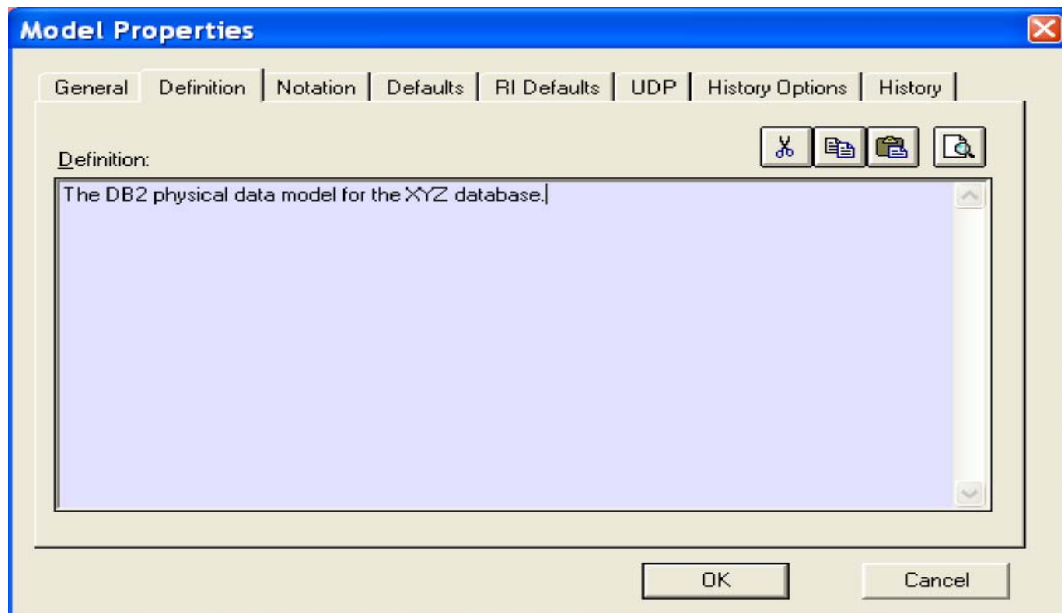 Model Properties
General Definition Notation Defaults RI Defaults UDP History Options History
Definition:
The DB2 physical data model for the XYZ database.
OK Cancel